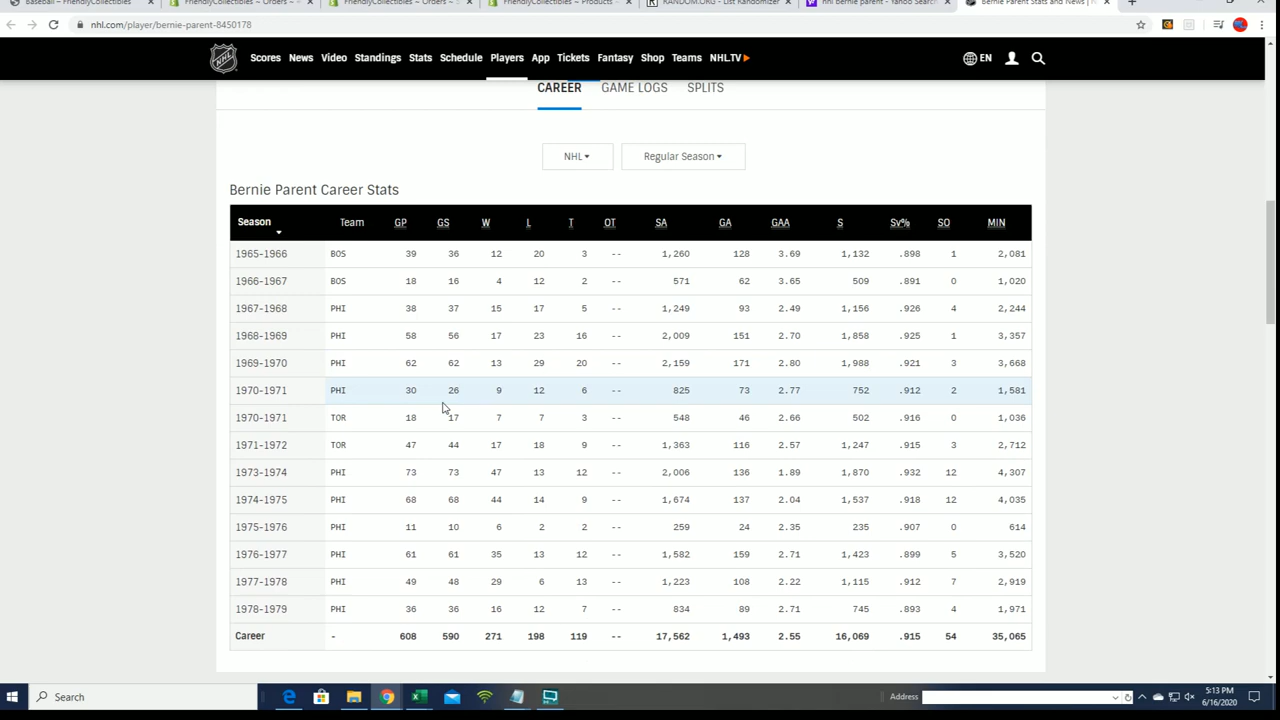 Baseball ~ FriendlyCollectibles × FriendlyCollectibles ~ Orders ~ × FriendlyCollectibles ~ Orders ~ × FriendlyCollectibles ~ Products ~ × RANDOM.ORG - List Randomizer × nhl bernie parent - Yahoo Search × Bernie Parent Stats and News | N ×
nhl.com/player/bernie-parent-8450178
NHL Scores News Video Standings Stats Schedule Players App Tickets Fantasy Shop Teams NHL.TV EN
CAREER GAME LOGS SPLITS
NHL Regular Season
Bernie Parent Career Stats
Season Team GP GS W L T OT SA GA GAA S Sv% SO MIN
1965-1966 BOS 39 36 12 20 3 -- 1,260 128 3.69 1,132 .898 1 2,081
1966-1967 BOS 18 16 4 12 2 -- 571 62 3.65 509 .891 0 1,020
1967-1968 PHI 38 37 15 17 5 -- 1,249 93 2.49 1,156 .926 4 2,244
1968-1969 PHI 58 56 17 23 16 -- 2,009 151 2.70 1,858 .925 1 3,357
1969-1970 PHI 62 62 13 29 20 -- 2,159 171 2.80 1,988 .921 3 3,668
1970-1971 PHI 30 26 9 12 6 -- 825 73 2.77 752 .912 2 1,581
1970-1971 TOR 18 17 7 7 3 -- 548 46 2.66 502 .916 0 1,036
1971-1972 TOR 47 44 17 18 9 -- 1,363 116 2.57 1,247 .915 3 2,712
1973-1974 PHI 73 73 47 13 12 -- 2,006 136 1.89 1,870 .932 12 4,307
1974-1975 PHI 68 68 44 14 9 -- 1,674 137 2.04 1,537 .918 12 4,035
1975-1976 PHI 11 10 6 2 2 -- 259 24 2.35 235 .907 0 614
1976-1977 PHI 61 61 35 13 12 -- 1,582 159 2.71 1,423 .899 5 3,520
1977-1978 PHI 49 48 29 6 13 -- 1,223 108 2.22 1,115 .912 7 2,919
1978-1979 PHI 36 36 16 12 7 -- 834 89 2.71 745 .893 4 1,971
Career - 608 590 271 198 119 -- 17,562 1,493 2.55 16,069 .915 54 35,065
Search Address 5:13 PM
6/16/2020